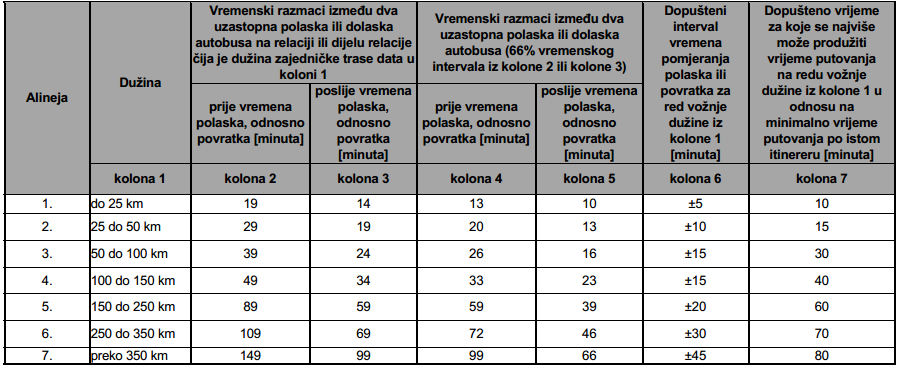 Alineja
Dužina
Vremenski razmaci između dva
uzastopna polaska ili dolaska
autobusa na relaciji ili dijelu relacije
čija je dužina zajedničke trase data u
koloni 1
Vremenski razmaci između dva
uzastopna polaska ili dolaska
autobusa (66% vremenskog
intervala iz kolone 2 ili kolone 3)
Dopušteni
interval
vremena
pomjeranja
polaska ili
povratka za
red vožnje
dužine iz
kolone 1
[minuta]
Dopušteno vrijeme
za koje se najviše
može produžiti
vrijeme putovanja
na redu vožnje
dužine iz kolone 1 u
odnosu na
minimalno vrijeme
putovanja po istom
itinereru [minuta]
prije vremena
polaska, odnosno
povratka [minuta]
poslije vremena
polaska,
odnosno
povratka
[minuta]
prije vremena
polaska, odnosno
povratka [minuta]
poslije vremena
polaska,
odnosno
povratka
[minuta]
kolona 1 kolona 2 kolona 3 kolona 4 kolona 5 kolona 6 kolona 7
1. do 25 km 19 14 13 10 ±5 10
2. 25 do 50 km 29 19 20 13 ±10 15
3. 50 do 100 km 39 24 26 16 ±15 30
4. 100 do 150 km 49 34 33 23 ±15 40
5. 150 do 250 km 89 59 59 39 ±20 60
6. 250 do 350 km 109 69 72 46 ±30 70
7. preko 350 km 149 99 99 66 ±45 80